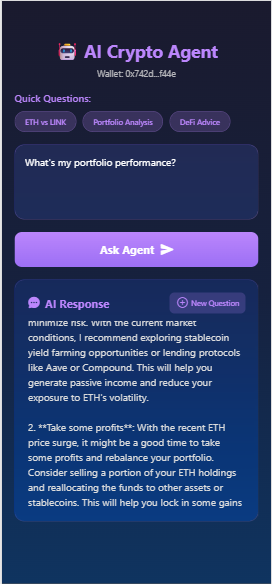 AI Crypto Agent
Wallet: 0x742d...f44e
Quick Questions:
ETH vs LINK Portfolio Analysis DeFi Advice
What's my portfolio performance?
Ask Agent
AI Response New Question
minimize risk. With the current market
conditions, I recommend exploring stablecoin
yield farming opportunities or lending protocols
like Aave or Compound. This will help you
generate passive income and reduce your
exposure to ETH's volatility.
2. **Take some profits**: With the recent ETH
price surge, it might be a good time to take
some profits and rebalance your portfolio.
Consider selling a portion of your ETH holdings
and reallocating the funds to other assets or
stablecoins. This will help you lock in some gains